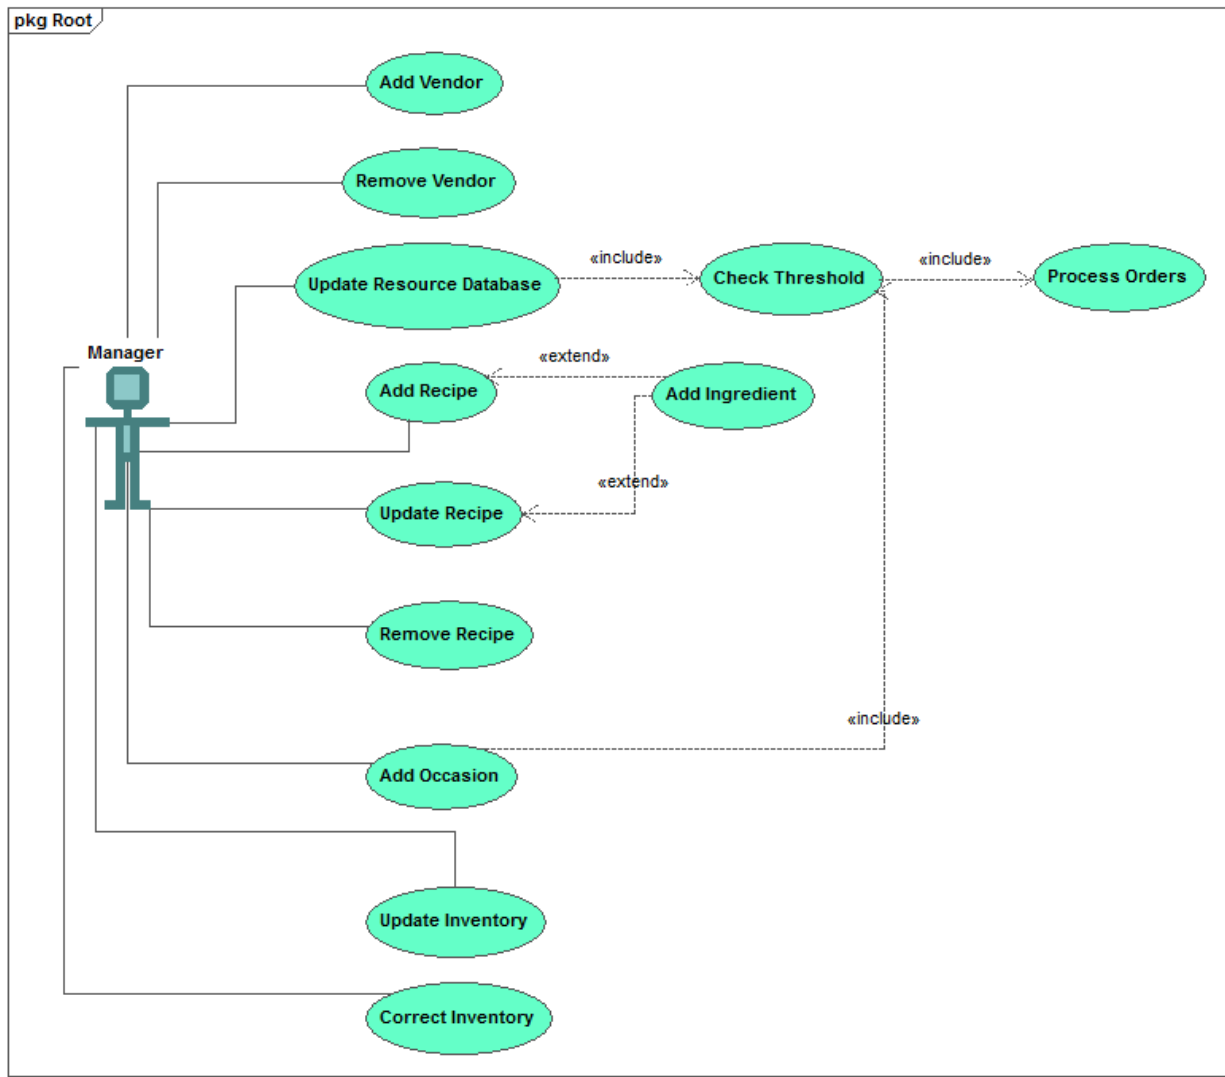 pkg Root
Add Vendor
Remove Vendor
«include»
«include»
Update Resource Database
Check Threshold
Process Orders
Manager
«extend»
Add Recipe
Add Ingredient
«extend»
Update Recipe
Remove Recipe
«include»
Add Occasion
Update Inventory
Correct Inventory